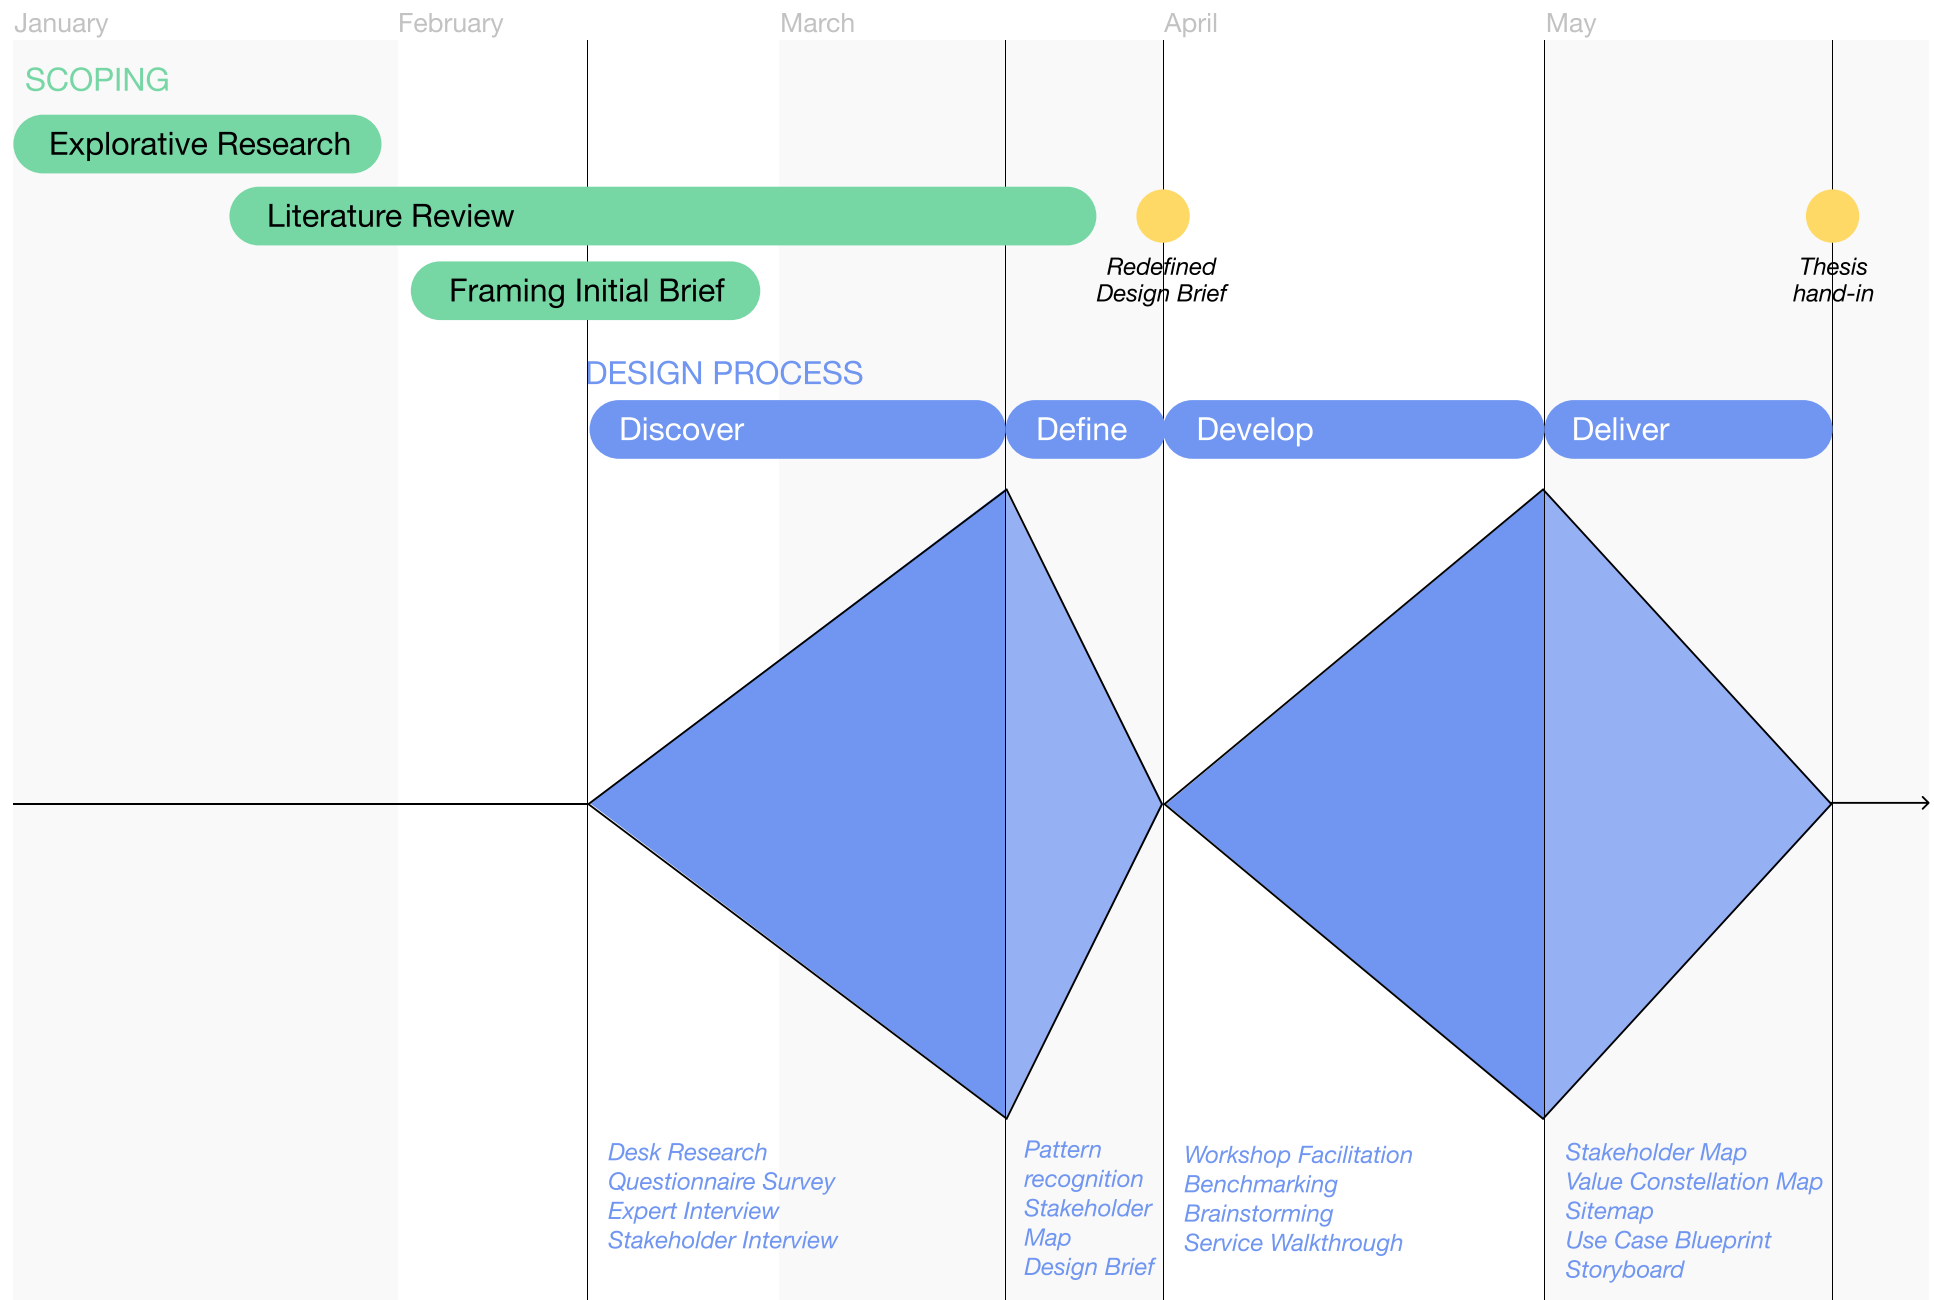 January
February
March
April
May
SCOPING
Explorative Research
Literature Review
Framing Initial Brief
Redefined
Design Brief
Thesis
hand-in
DESIGN PROCESS
Discover
Define
Develop
Deliver
Desk Research
Questionnaire Survey
Expert Interview
Stakeholder Interview
Pattern
recognition
Stakeholder
Map
Design Brief
Workshop Facilitation
Benchmarking
Brainstorming
Service Walkthrough
Stakeholder Map
Value Constellation Map
Sitemap
Use Case Blueprint
Storyboard